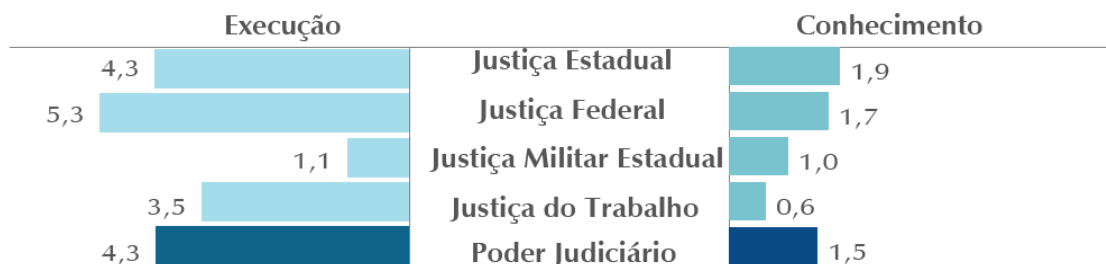 Execução Conhecimento
4,3 Justiça Estadual 1,9
5,3 Justiça Federal 1,7
1,1 Justiça Militar Estadual 1,0
3,5 Justiça do Trabalho 0,6
4,3 Poder Judiciário 1,5